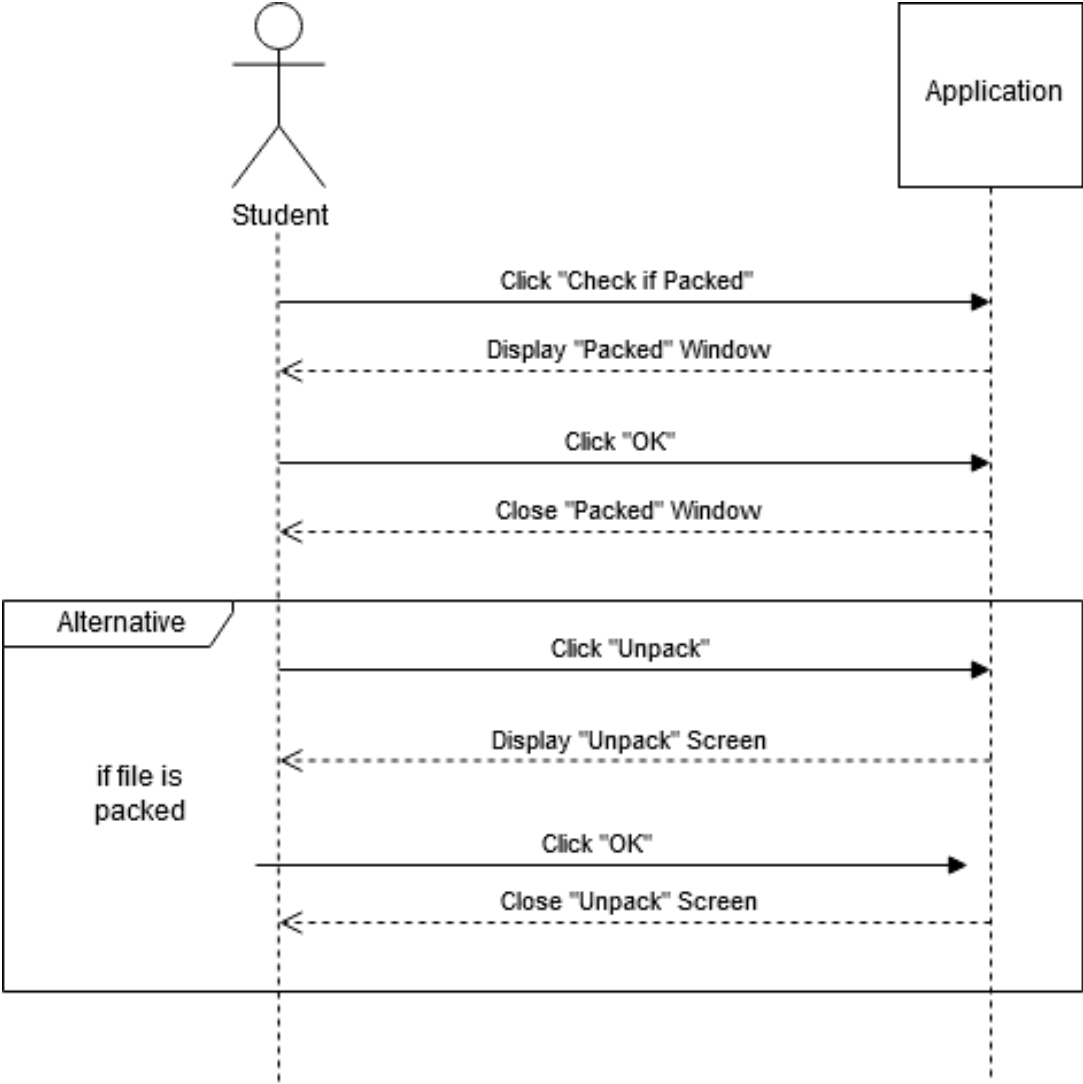 Application
Student
Click "Check if Packed"
Display "Packed" Window
Click "OK"
Close "Packed" Window
Alternative
Click "Unpack"
Display "Unpack" Screen
if file is
packed
Click "OK"
Close "Unpack" Screen